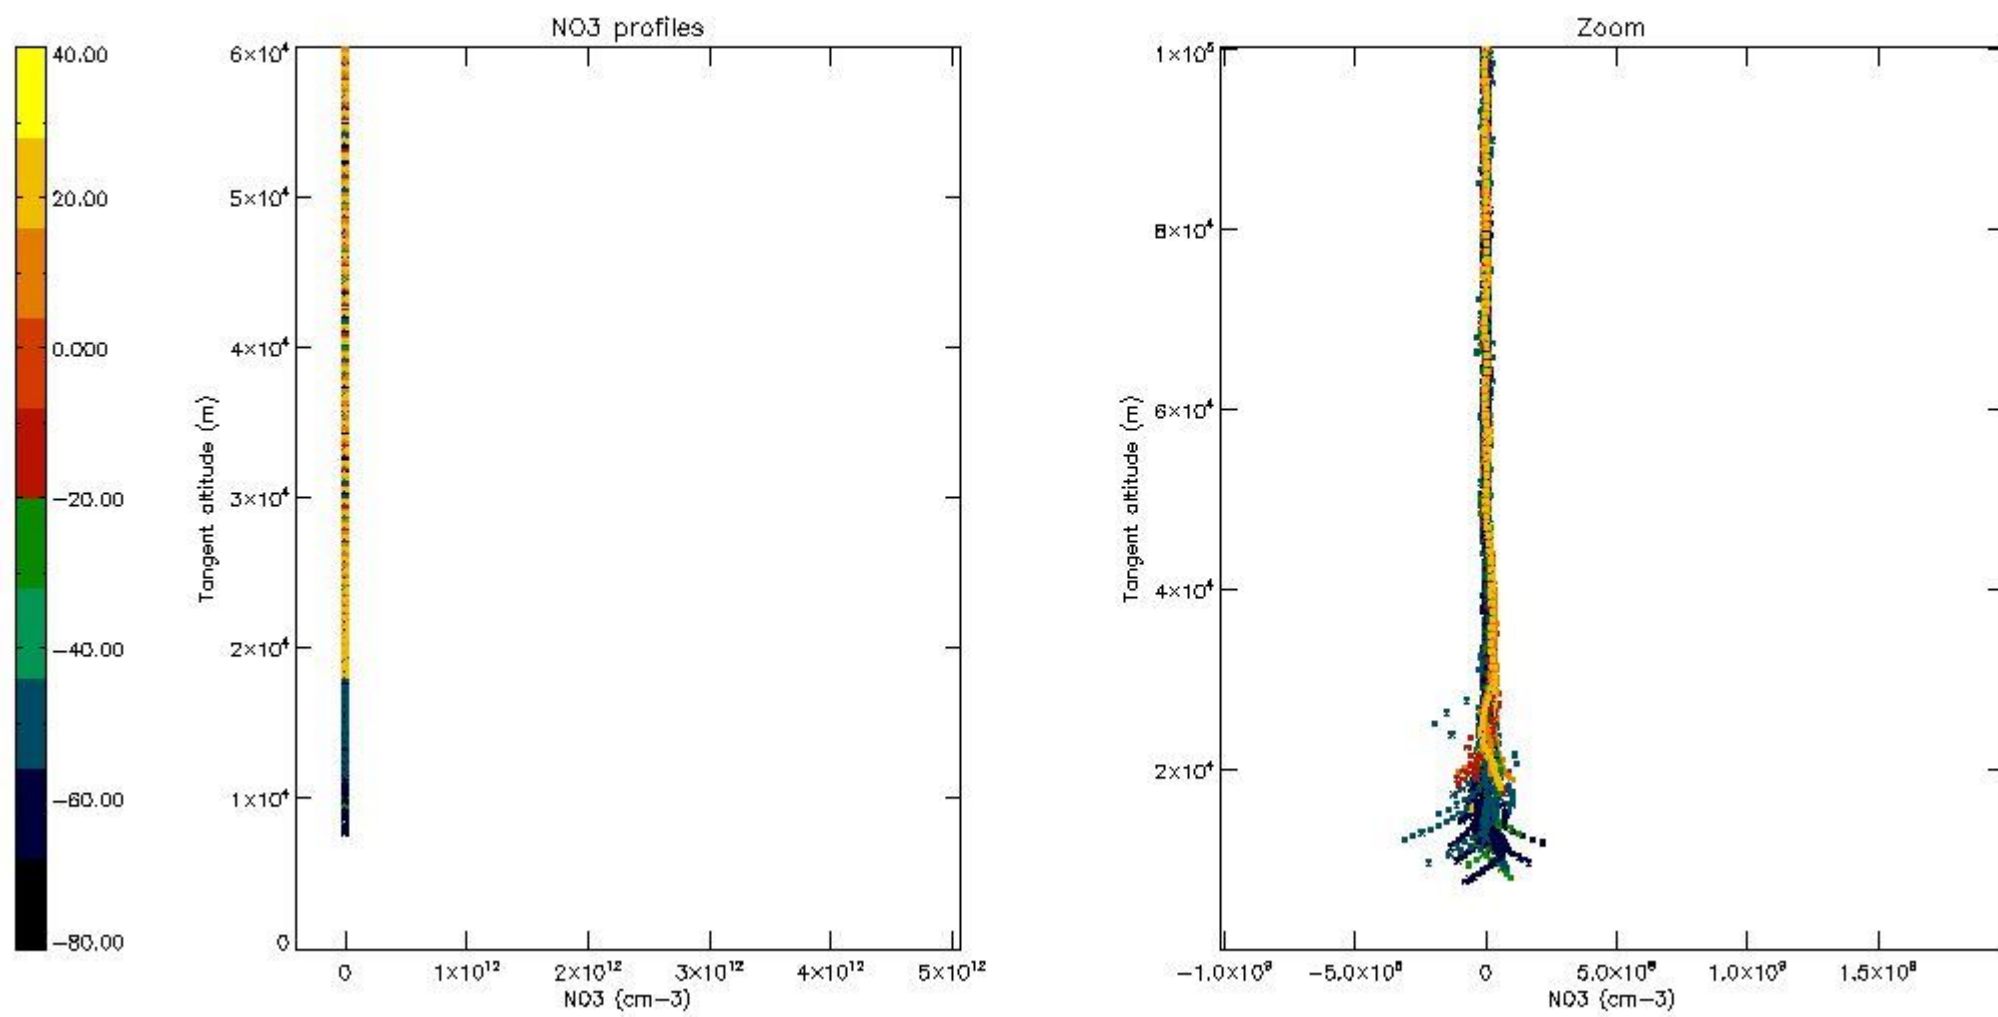 NO3 profiles
40.00
20.00
0.000
−20.00
−40.00
−60.00
−80.00
6×10⁴
5×10⁴
4×10⁴
3×10⁴
2×10⁴
1×10⁴
0
Tangent altitude (m)
0 1×10¹² 2×10¹² 3×10¹² 4×10¹² 5×10¹²
NO3 (cm−3)
Zoom
1×10⁵
8×10⁴
6×10⁴
4×10⁴
2×10⁴
Tangent altitude (m)
−1.0×10⁹ −5.0×10⁸ 0 5.0×10⁸ 1.0×10⁹ 1.5×10⁹
NO3 (cm−3)